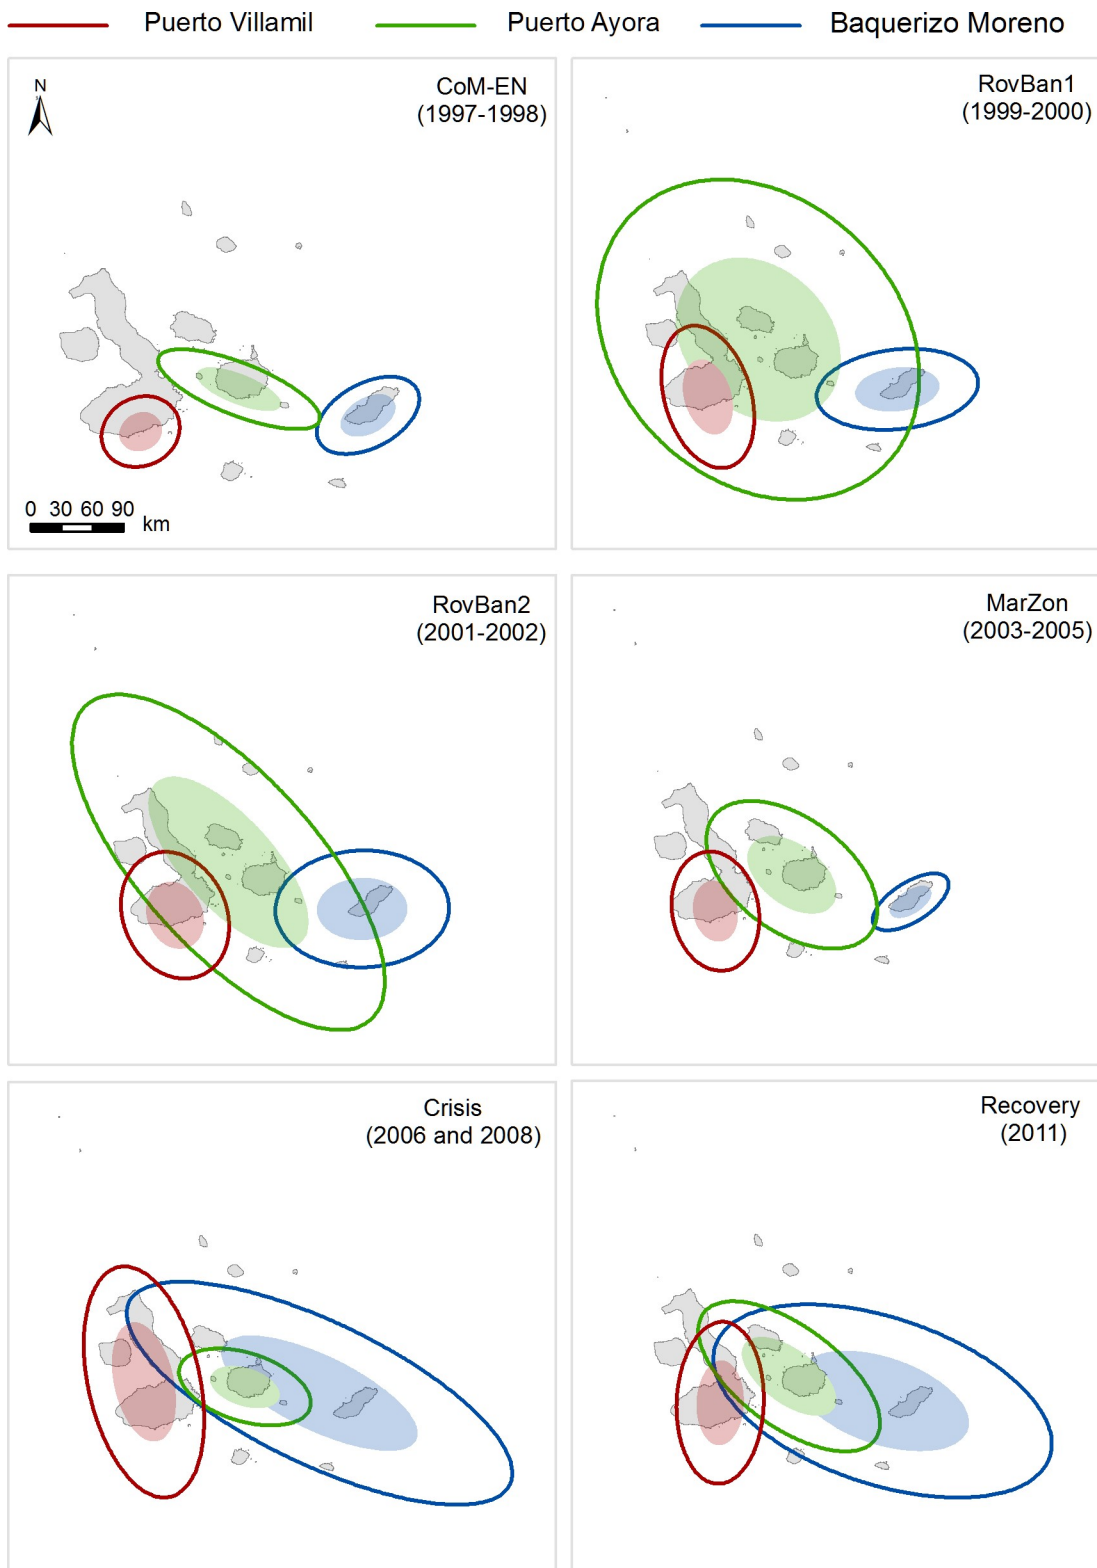 Puerto Villamil Puerto Ayora Baquerizo Moreno
N
CoM-EN
(1997-1998)
0 30 60 90
km
RovBan1
(1999-2000)
RovBan2
(2001-2002)
MarZon
(2003-2005)
Crisis
(2006 and 2008)
Recovery
(2011)